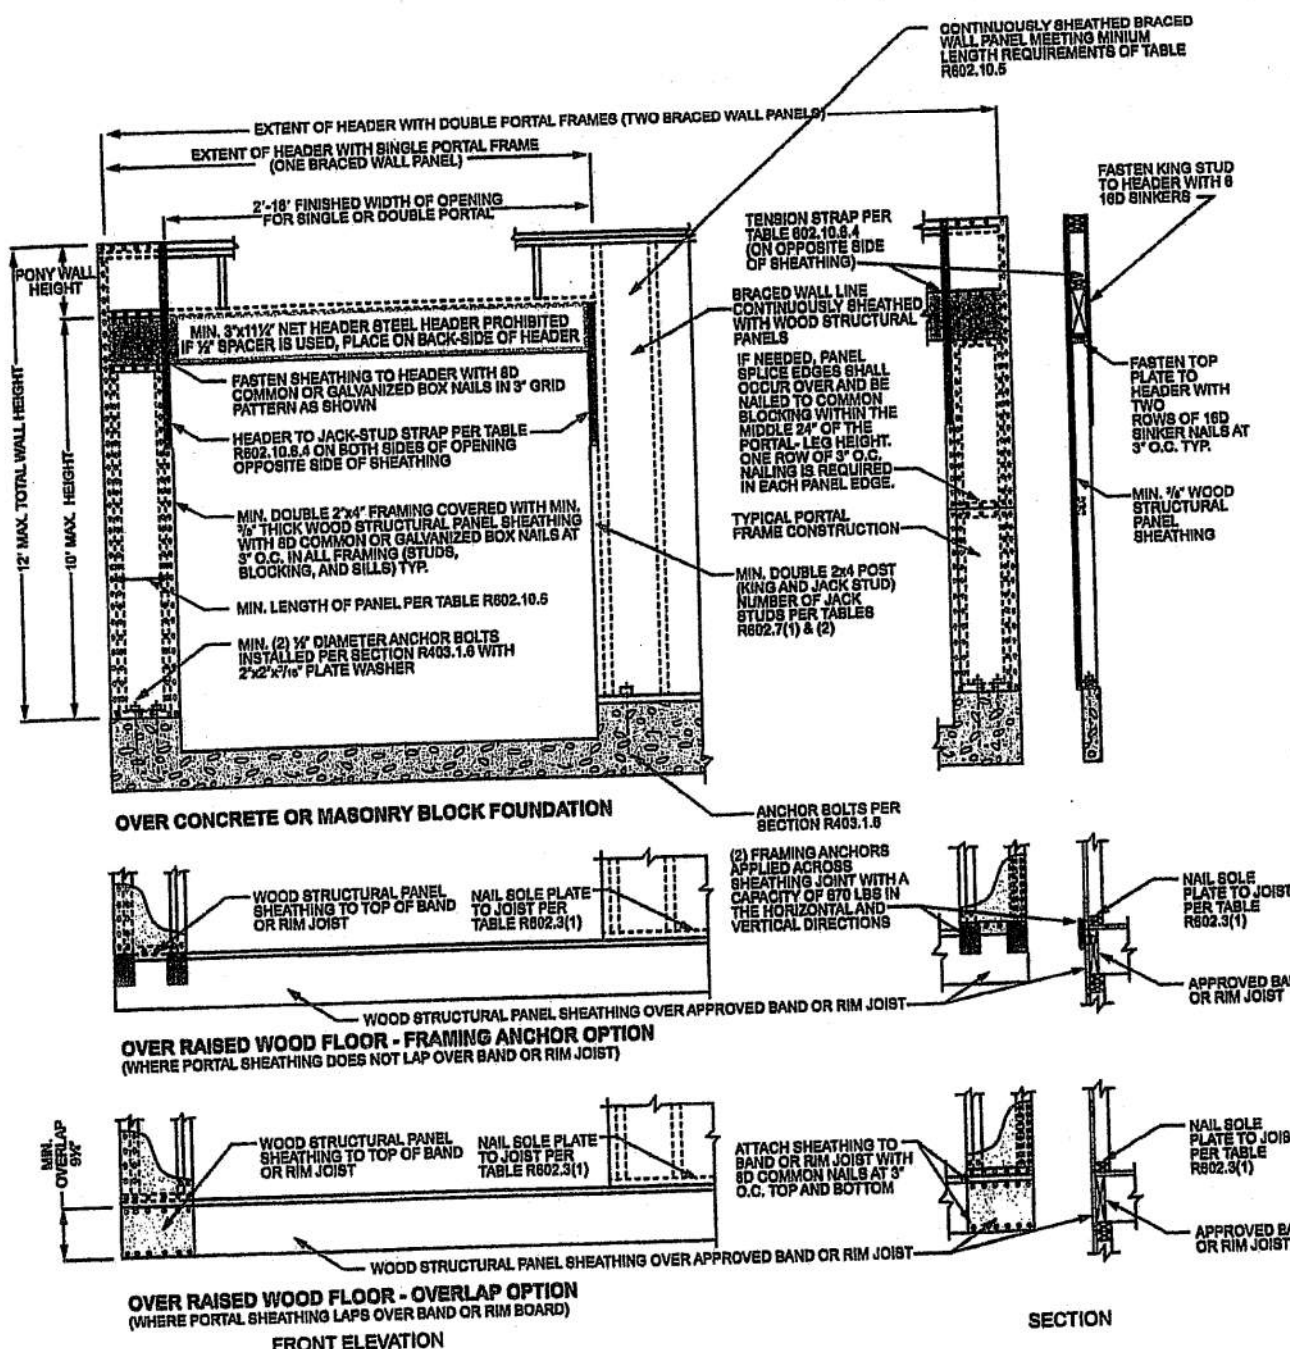 CONTINUOUSLY SHEATHED BRACED
WALL PANEL MEETING MINIUM
LENGTH REQUIREMENTS OF TABLE
R602.10.5
EXTENT OF HEADER WITH DOUBLE PORTAL FRAMES (TWO BRACED WALL PANELS)
EXTENT OF HEADER WITH SINGLE PORTAL FRAME
(ONE BRACED WALL PANEL)
2'-18' FINISHED WIDTH OF OPENING
FOR SINGLE OR DOUBLE PORTAL
PONY WALL
HEIGHT
12' MAX. TOTAL WALL HEIGHT
10' MAX. HEIGHT
MIN. 3"x11¼" NET HEADER STEEL HEADER PROHIBITED
IF ½" SPACER IS USED, PLACE ON BACK-SIDE OF HEADER
FASTEN SHEATHING TO HEADER WITH 8D
COMMON OR GALVANIZED BOX NAILS IN 3" GRID
PATTERN AS SHOWN
HEADER TO JACK-STUD STRAP PER TABLE
R602.10.6.4 ON BOTH SIDES OF OPENING
OPPOSITE SIDE OF SHEATHING
MIN. DOUBLE 2"x4" FRAMING COVERED WITH MIN.
⅜" THICK WOOD STRUCTURAL PANEL SHEATHING
WITH 8D COMMON OR GALVANIZED BOX NAILS AT
3" O.C. IN ALL FRAMING (STUDS,
BLOCKING, AND SILLS) TYP.
MIN. LENGTH OF PANEL PER TABLE R602.10.5
MIN. (2) ½" DIAMETER ANCHOR BOLTS
INSTALLED PER SECTION R403.1.6 WITH
2"x2"x³/₁₆" PLATE WASHER
TENSION STRAP PER
TABLE 602.10.6.4
(ON OPPOSITE SIDE
OF SHEATHING)
BRACED WALL LINE
CONTINUOUSLY SHEATHED
WITH WOOD STRUCTURAL
PANELS
IF NEEDED, PANEL
SPLICE EDGES SHALL
OCCUR OVER AND BE
NAILED TO COMMON
BLOCKING WITHIN THE
MIDDLE 24" OF THE
PORTAL- LEG HEIGHT.
ONE ROW OF 3" O.C.
NAILING IS REQUIRED
IN EACH PANEL EDGE.
TYPICAL PORTAL
FRAME CONSTRUCTION
MIN. DOUBLE 2x4 POST
(KING AND JACK STUD)
NUMBER OF JACK
STUDS PER TABLES
R602.7(1) & (2)
FASTEN KING STUD
TO HEADER WITH 6
16D SINKERS
FASTEN TOP
PLATE TO
HEADER WITH
TWO
ROWS OF 16D
SINKER NAILS AT
3" O.C. TYP.
MIN. ³/₈" WOOD
STRUCTURAL
PANEL
SHEATHING
OVER CONCRETE OR MASONRY BLOCK FOUNDATION
ANCHOR BOLTS PER
SECTION R403.1.6
WOOD STRUCTURAL PANEL
SHEATHING TO TOP OF BAND
OR RIM JOIST
NAIL SOLE PLATE
TO JOIST PER
TABLE R602.3(1)
(2) FRAMING ANCHORS
APPLIED ACROSS
SHEATHING JOINT WITH A
CAPACITY OF 670 LBS IN
THE HORIZONTAL AND
VERTICAL DIRECTIONS
NAIL SOLE
PLATE TO JOIST
PER TABLE
R602.3(1)
APPROVED BA
OR RIM JOIST
WOOD STRUCTURAL PANEL SHEATHING OVER APPROVED BAND OR RIM JOIST
OVER RAISED WOOD FLOOR - FRAMING ANCHOR OPTION
(WHERE PORTAL SHEATHING DOES NOT LAP OVER BAND OR RIM JOIST)
MIN.
OVERLAP
9¼"
WOOD STRUCTURAL PANEL
SHEATHING TO TOP OF BAND
OR RIM JOIST
NAIL SOLE PLATE
TO JOIST PER
TABLE R602.3(1)
ATTACH SHEATHING TO
BAND OR RIM JOIST WITH
8D COMMON NAILS AT 3"
O.C. TOP AND BOTTOM
NAIL SOLE
PLATE TO JOIS
PER TABLE
R602.3(1)
APPROVED BA
OR RIM JOIST
WOOD STRUCTURAL PANEL SHEATHING OVER APPROVED BAND OR RIM JOIST
OVER RAISED WOOD FLOOR - OVERLAP OPTION
(WHERE PORTAL SHEATHING LAPS OVER BAND OR RIM BOARD)
FRONT ELEVATION
SECTION